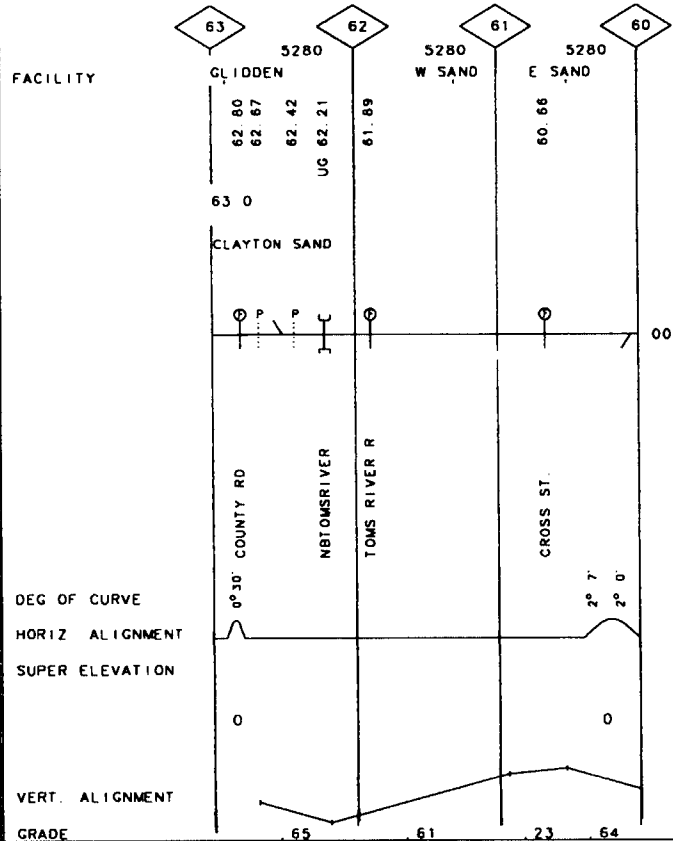 63 62 61 60
5280 5280 5280
FACILITY GLIDDEN W SAND E SAND
62.80
62.67
62.42
UG 62.21
61.89
60.66
63 0
CLAYTON SAND
P P P P P
00
COUNTY RD
NBTOMSRIVER
TOMS RIVER R
CROSS ST.
DEG OF CURVE 0° 30' 2° 7' 2° 0'
HORIZ ALIGNMENT
SUPER ELEVATION
0 0
VERT. ALIGNMENT
GRADE .65 .61 .23 .64